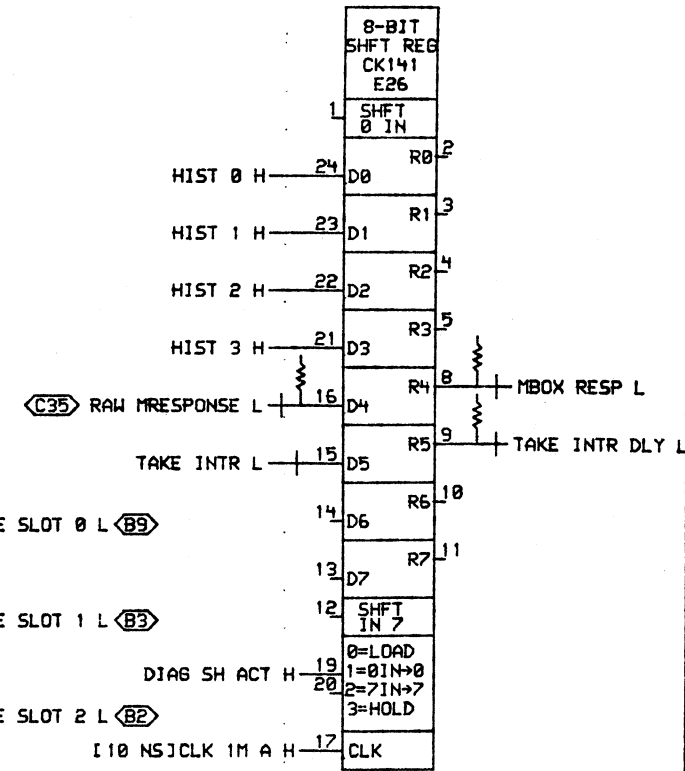 8-BIT
SHFT REG
CK141
E26
1 SHFT
0 IN
R0 2
HIST 0 H 24 D0
R1 3
HIST 1 H 23 D1
R2 4
HIST 2 H 22 D2
R3 5
HIST 3 H 21 D3
R4 8 MBOX RESP L
C35 RAW MRESPONSE L 16 D4
R5 9 TAKE INTR DLY L
TAKE INTR L 15 D5
R6 10
E SLOT 0 L B9 14 D6
R7 11
13 D7
12 SHFT
IN 7
E SLOT 1 L B3
0=LOAD
DIAG SH ACT H 19 1=0IN→0
20 2=7IN→7
3=HOLD
E SLOT 2 L B2
[10 NS]CLK 1M A H 17 CLK